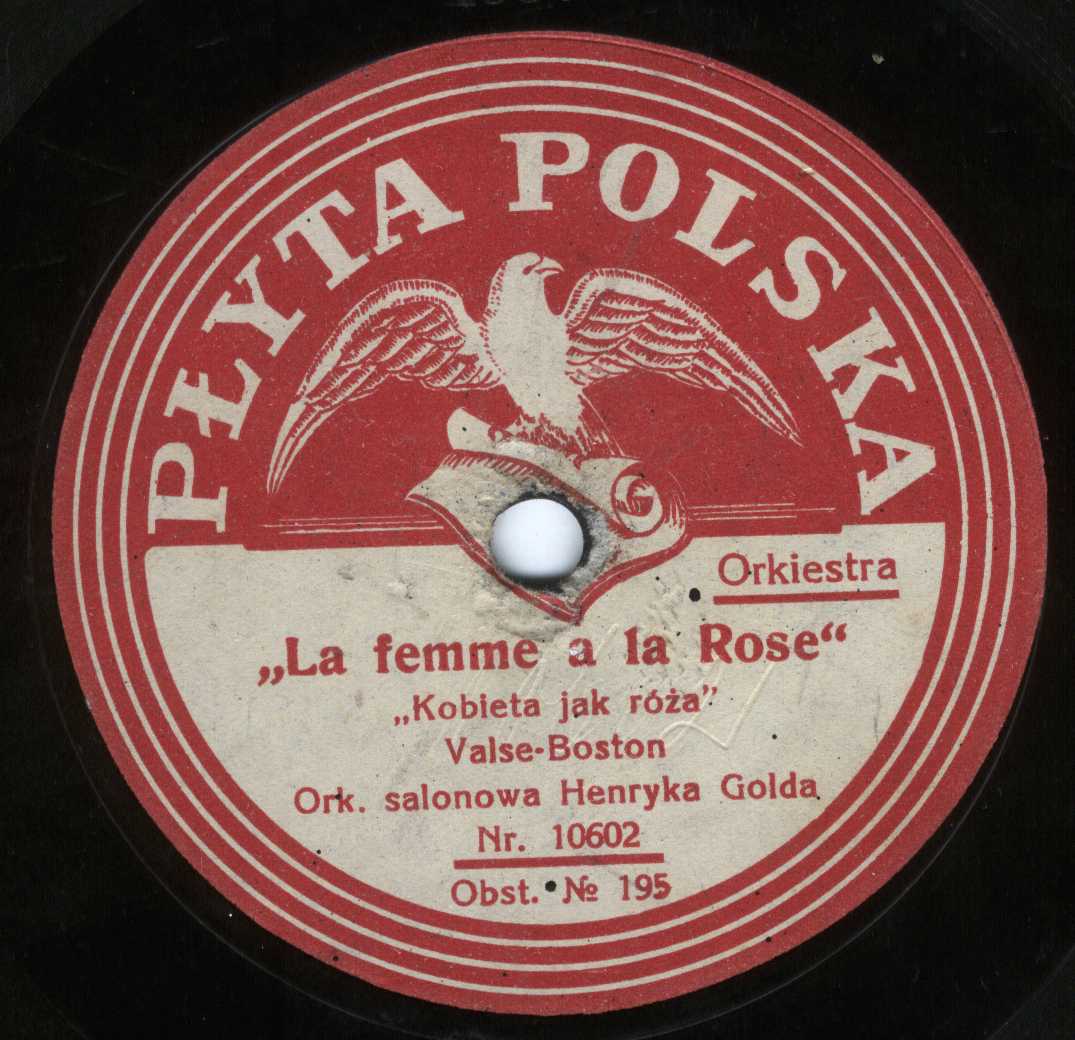 PŁYTA POLSKA
Orkiestra
„La femme a la Rose“
„Kobieta jak róża”
Valse-Boston
Ork. salonowa Henryka Golda
Nr. 10602
Obst. № 195